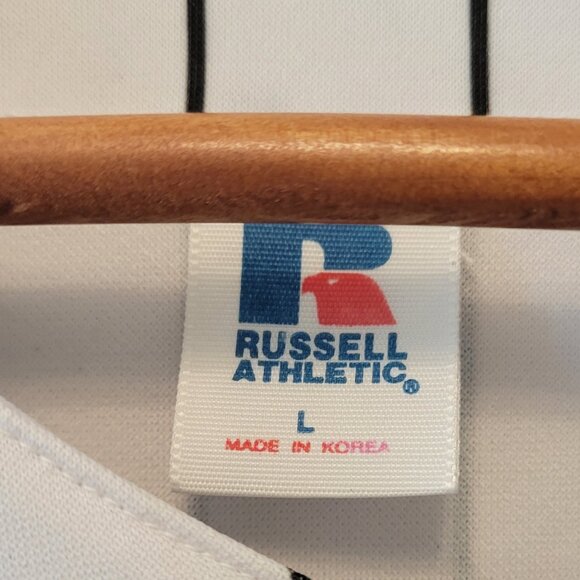 R
RUSSELL
ATHLETIC®
L
MADE IN KOREA